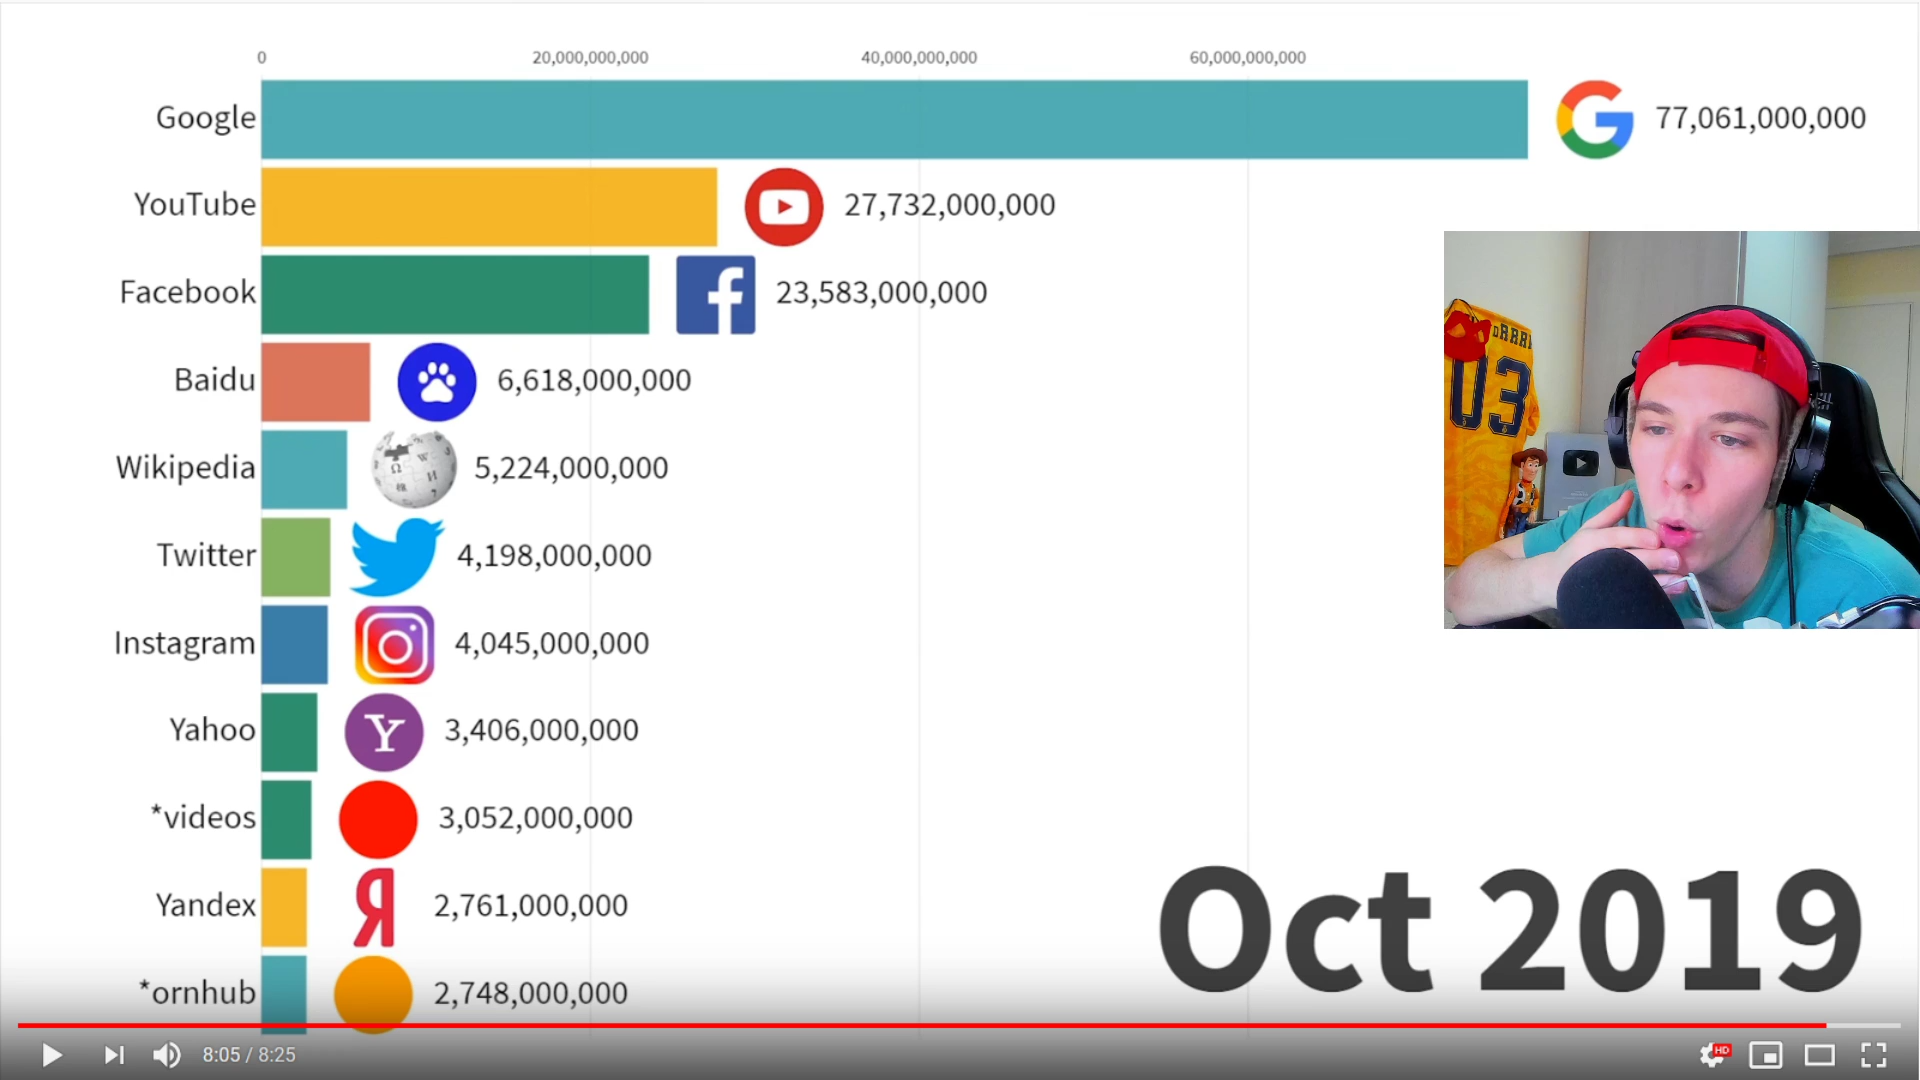 0 20,000,000,000 40,000,000,000 60,000,000,000
Google 77,061,000,000
YouTube 27,732,000,000
Facebook 23,583,000,000
Baidu 6,618,000,000
Wikipedia 5,224,000,000
Twitter 4,198,000,000
Instagram 4,045,000,000
Yahoo Y 3,406,000,000
*videos 3,052,000,000
Yandex Я 2,761,000,000
*ornhub 2,748,000,000
Oct 2019
03
8:05 / 8:25
HD